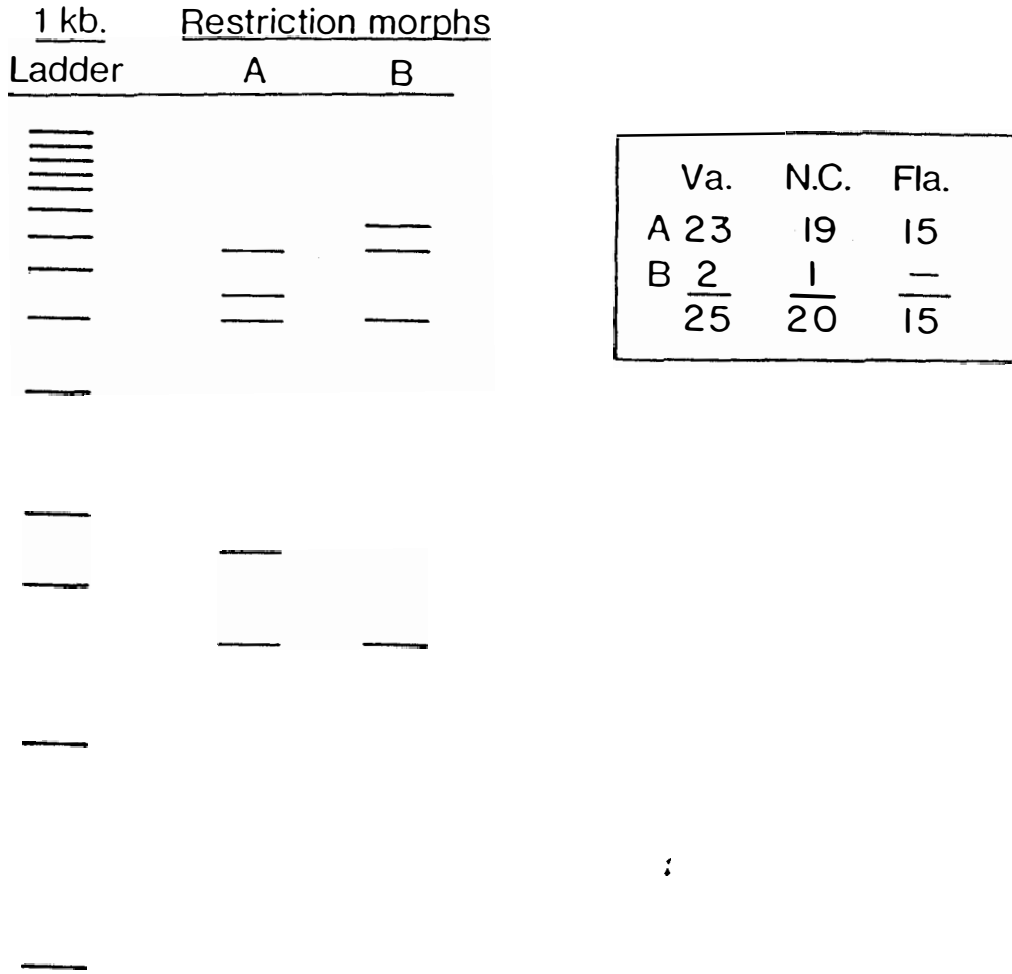 1 kb. Restriction morphs
Ladder A B
Va. N.C. Fla.
A 23 19 15
B 2 1 —
25 20 15